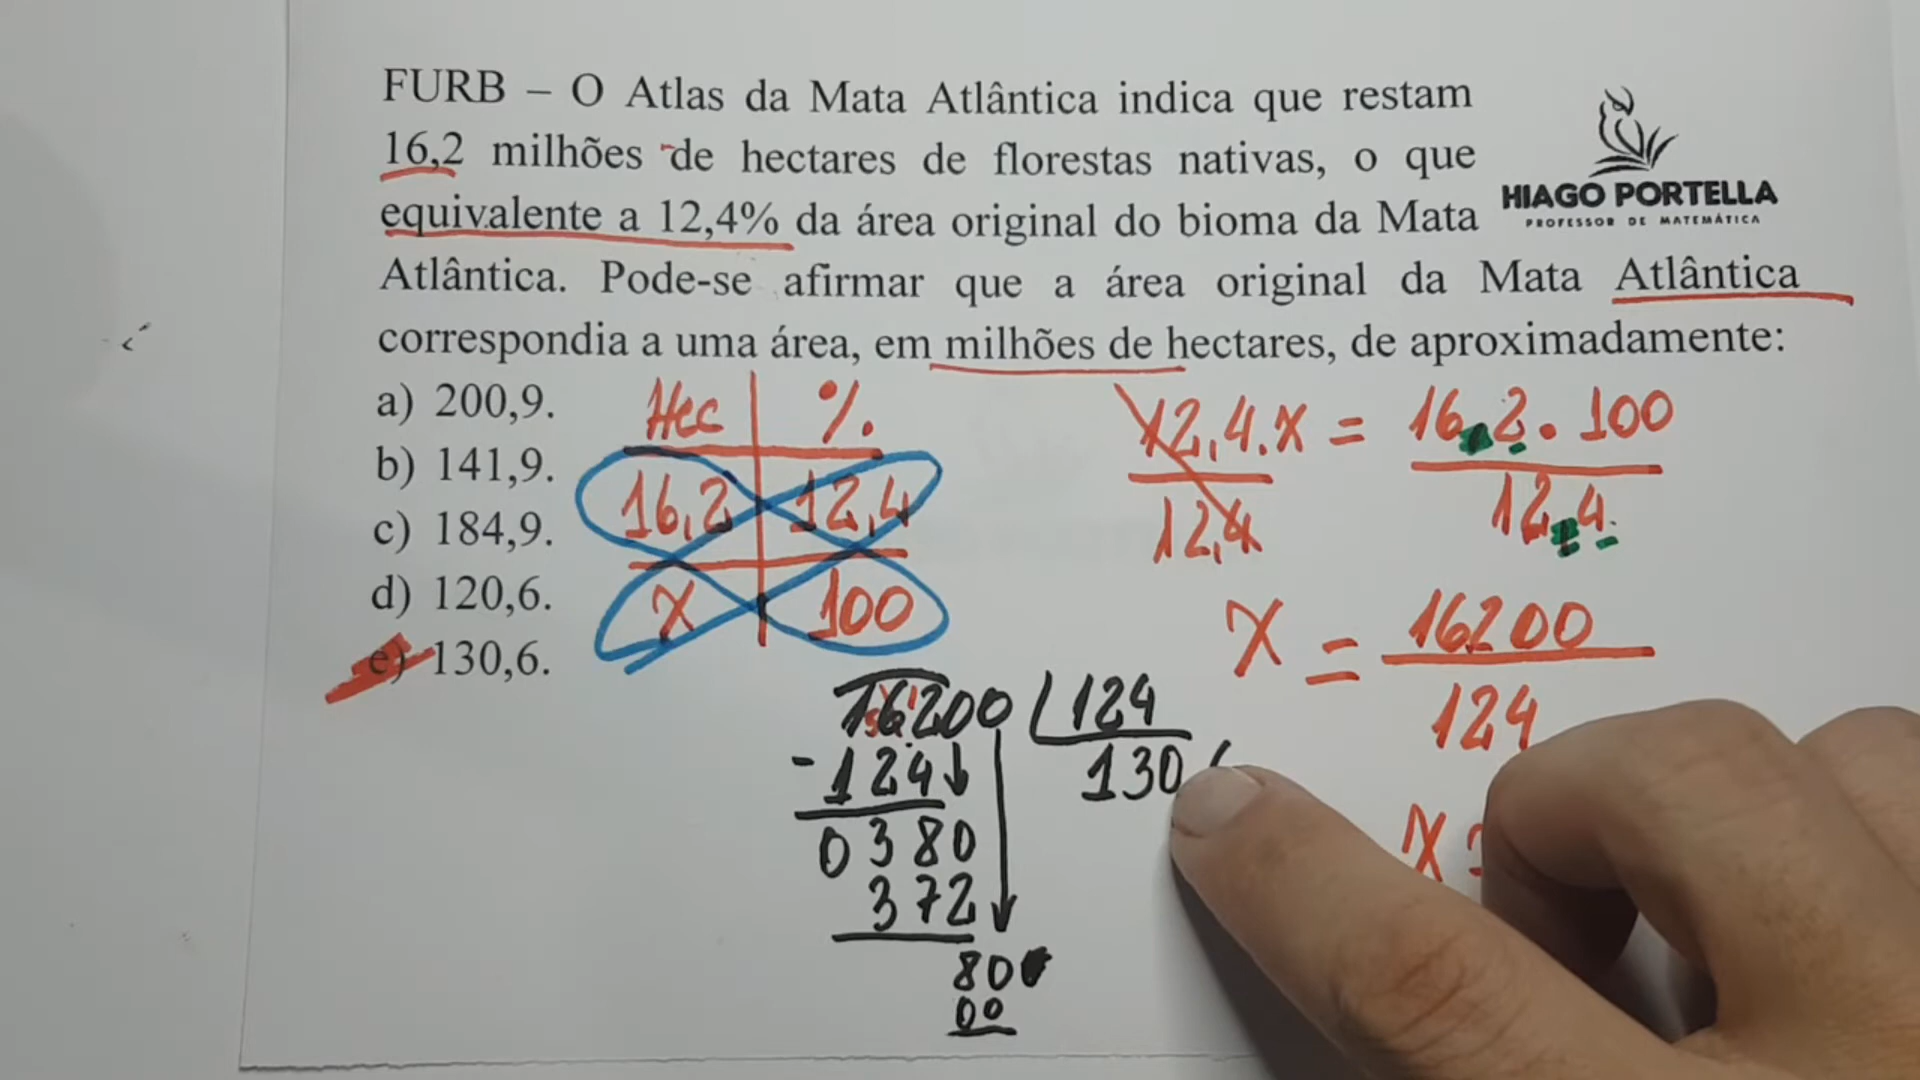 FURB – O Atlas da Mata Atlântica indica que restam
16,2 milhões de hectares de florestas nativas, o que
equivalente a 12,4% da área original do bioma da Mata
Atlântica. Pode-se afirmar que a área original da Mata Atlântica
correspondia a uma área, em milhões de hectares, de aproximadamente:
HIAGO PORTELLA
PROFESSOR DE MATEMÁTICA
a) 200,9.
b) 141,9.
c) 184,9.
d) 120,6.
e) 130,6.
Hec %
16,2 12,4
X 100
12,4.X = 16,2.100
12,4 12,4
X = 16200
124
X =
16200 124
-124 130
0380
372
80
00